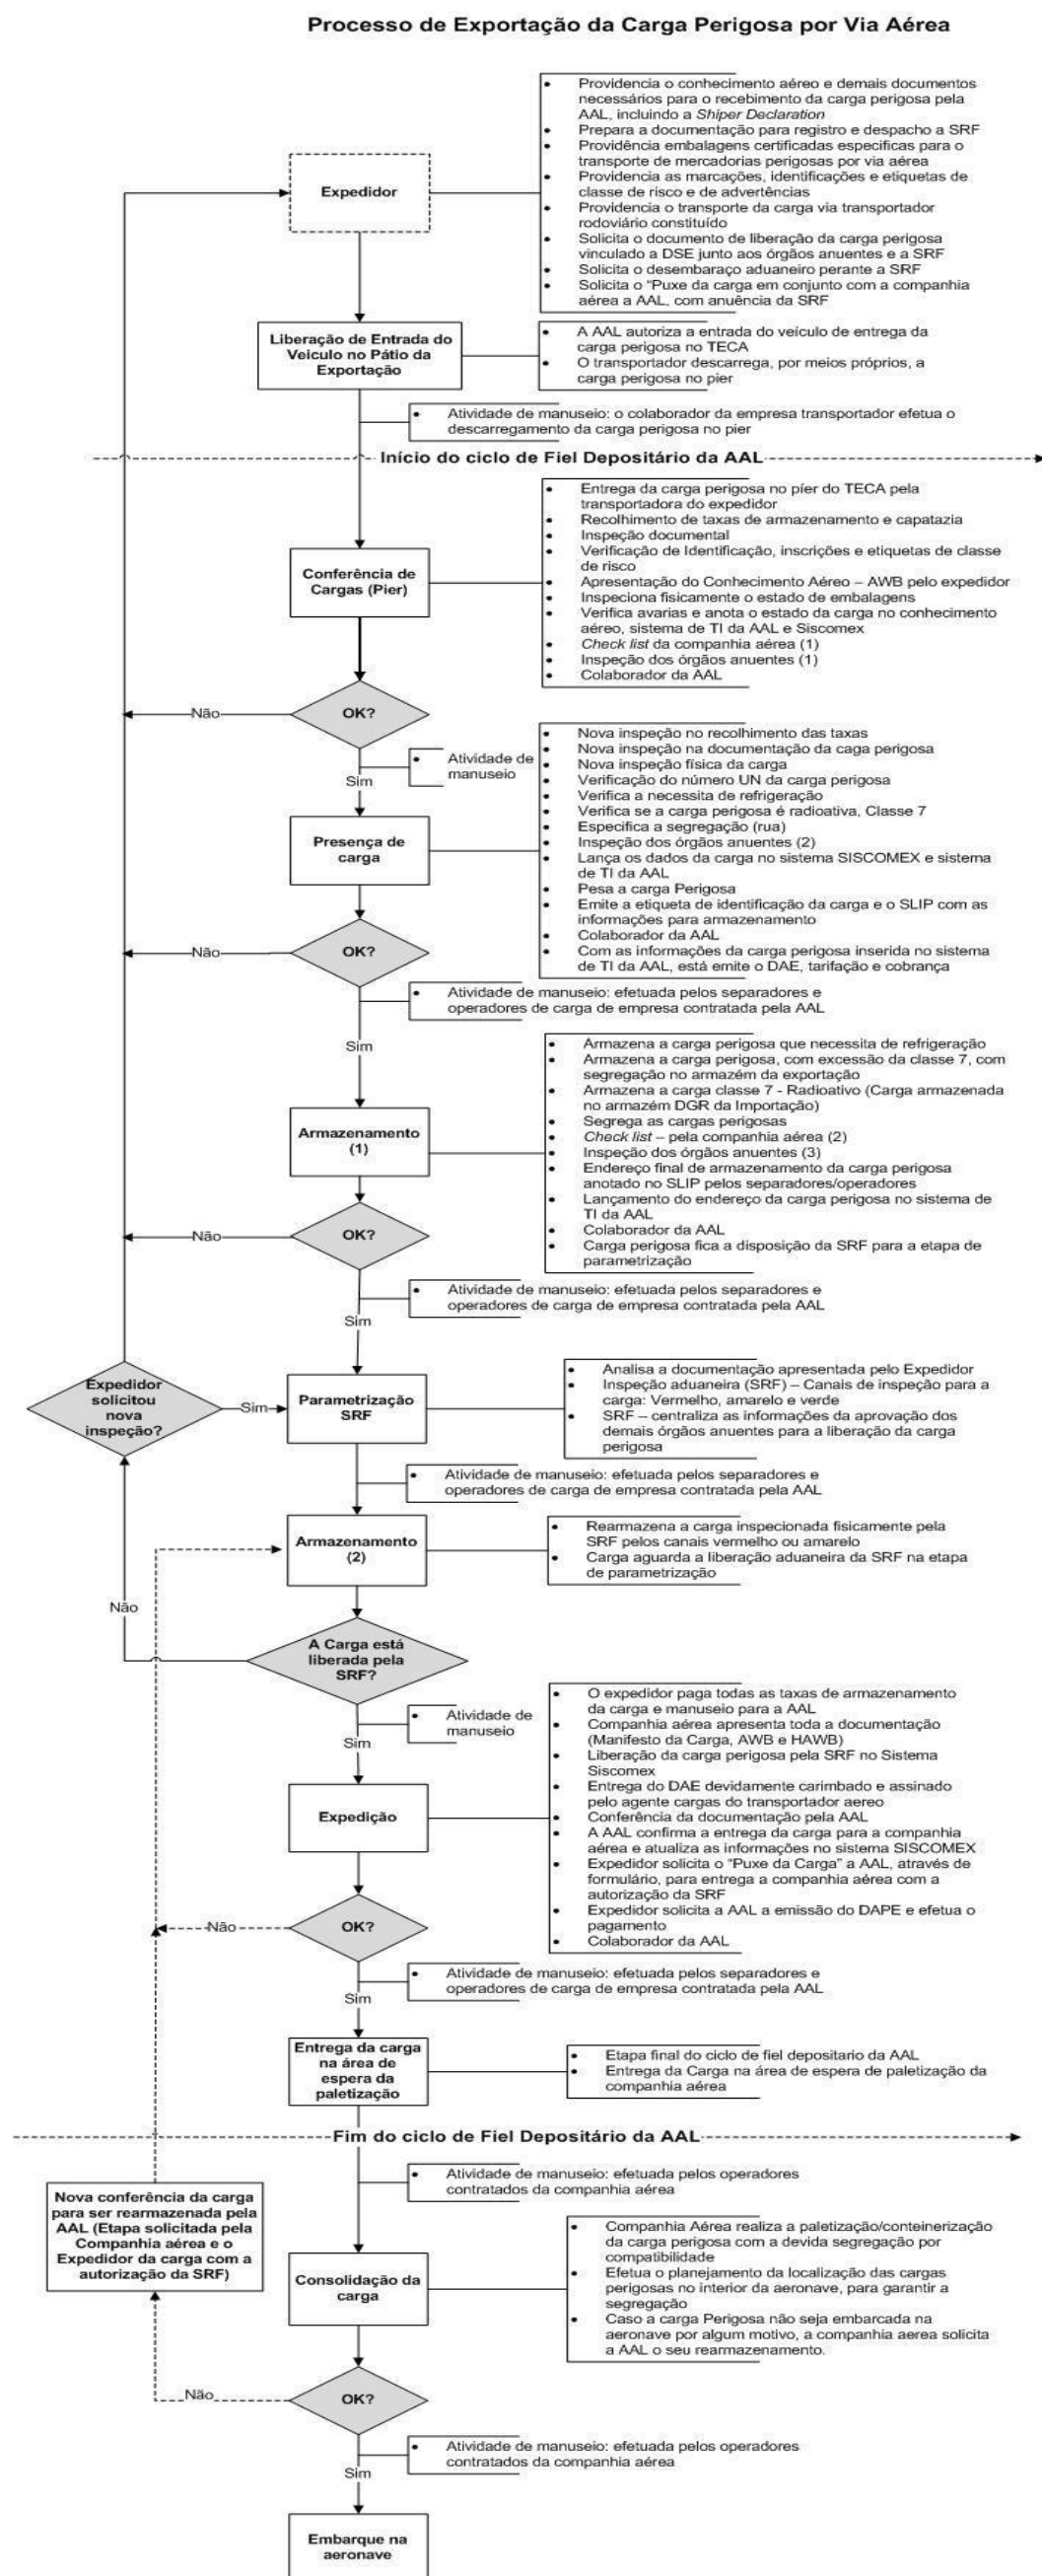 Processo de Exportação da Carga Perigosa por Via Aérea
Expedidor
• Providencia o conhecimento aéreo e demais documentos
necessários para o recebimento da carga perigosa pela
AAL, incluindo a Shiper Declaration
• Prepara a documentação para registro e despacho a SRF
• Providência embalagens certificadas especificas para o
transporte de mercadorias perigosas por via aérea
• Providencia as marcações, identificações e etiquetas de
classe de risco e de advertências
• Providencia o transporte da carga via transportador
rodoviário constituído
• Solicita o documento de liberação da carga perigosa
vinculado a DSE junto aos órgãos anuentes e a SRF
• Solicita o desembaraço aduaneiro perante a SRF
• Solicita o “Puxe da carga em conjunto com a companhia
aérea a AAL, com anuência da SRF
Liberação de Entrada do
Veiculo no Pátio da
Exportação
• A AAL autoriza a entrada do veículo de entrega da
carga perigosa no TECA
• O transportador descarrega, por meios próprios, a
carga perigosa no pier
• Atividade de manuseio: o colaborador da empresa transportador efetua o
descarregamento da carga perigosa no pier
Início do ciclo de Fiel Depositário da AAL
Conferência de
Cargas (Pier)
• Entrega da carga perigosa no píer do TECA pela
transportadora do expedidor
• Recolhimento de taxas de armazenamento e capatazia
• Inspeção documental
• Verificação de Identificação, inscrições e etiquetas de classe
de risco
• Apresentação do Conhecimento Aéreo – AWB pelo expedidor
• Inspeciona fisicamente o estado de embalagens
• Verifica avarias e anota o estado da carga no conhecimento
aéreo, sistema de TI da AAL e Siscomex
• Check list da companhia aérea (1)
• Inspeção dos órgãos anuentes (1)
• Colaborador da AAL
OK?
Não
Sim
• Atividade de
manuseio
Presença de
carga
• Nova inspeção no recolhimento das taxas
• Nova inspeção na documentação da caga perigosa
• Nova inspeção física da carga
• Verificação do número UN da carga perigosa
• Verifica a necessita de refrigeração
• Verifica se a carga perigosa é radioativa, Classe 7
• Especifica a segregação (rua)
• Inspeção dos órgãos anuentes (2)
• Lança os dados da carga no sistema SISCOMEX e sistema
de TI da AAL
• Pesa a carga Perigosa
• Emite a etiqueta de identificação da carga e o SLIP com as
informações para armazenamento
• Colaborador da AAL
• Com as informações da carga perigosa inserida no sistema
de TI da AAL, está emite o DAE, tarifação e cobrança
OK?
Não
Sim
• Atividade de manuseio: efetuada pelos separadores e
operadores de carga de empresa contratada pela AAL
Armazenamento
(1)
• Armazena a carga perigosa que necessita de refrigeração
• Armazena a carga perigosa, com excessão da classe 7, com
segregação no armazém da exportação
• Armazena a carga classe 7 - Radioativo (Carga armazenada
no armazém DGR da Importação)
• Segrega as cargas perigosas
• Check list – pela companhia aérea (2)
• Inspeção dos órgãos anuentes (3)
• Endereço final de armazenamento da carga perigosa
anotado no SLIP pelos separadores/operadores
• Lançamento do endereço da carga perigosa no sistema de
TI da AAL
• Colaborador da AAL
• Carga perigosa fica a disposição da SRF para a etapa de
parametrização
OK?
Não
Sim
• Atividade de manuseio: efetuada pelos separadores e
operadores de carga de empresa contratada pela AAL
Expedidor
solicitou
nova
inspeção?
Sim
Parametrização
SRF
• Analisa a documentação apresentada pelo Expedidor
• Inspeção aduaneira (SRF) – Canais de inspeção para a
carga: Vermelho, amarelo e verde
• SRF – centraliza as informações da aprovação dos
demais órgãos anuentes para a liberação da carga
perigosa
• Atividade de manuseio: efetuada pelos separadores e
operadores de carga de empresa contratada pela AAL
Armazenamento
(2)
• Rearmazena a carga inspecionada fisicamente pela
SRF pelos canais vermelho ou amarelo
• Carga aguarda a liberação aduaneira da SRF na etapa
de parametrização
Não
A Carga está
liberada pela
SRF?
Sim
• Atividade de
manuseio
Expedição
• O expedidor paga todas as taxas de armazenamento
da carga e manuseio para a AAL
• Companhia aérea apresenta toda a documentação
(Manifesto da Carga, AWB e HAWB)
• Liberação da carga perigosa pela SRF no Sistema
Siscomex
• Entrega do DAE devidamente carimbado e assinado
pelo agente cargas do transportador aereo
• Conferência da documentação pela AAL
• A AAL confirma a entrega da carga para a companhia
aérea e atualiza as informações no sistema SISCOMEX
• Expedidor solicita o “Puxe da Carga” a AAL, através de
formulário, para entrega a companhia aérea com a
autorização da SRF
• Expedidor solicita a AAL a emissão do DAPE e efetua o
pagamento
• Colaborador da AAL
OK?
Não
Sim
• Atividade de manuseio: efetuada pelos separadores e
operadores de carga de empresa contratada pela AAL
Entrega da carga
na área de
espera da
paletização
• Etapa final do ciclo de fiel depositario da AAL
• Entrega da Carga na área de espera de paletização da
companhia aérea
Fim do ciclo de Fiel Depositário da AAL
• Atividade de manuseio: efetuada pelos operadores
contratados da companhia aérea
Nova conferência da carga
para ser rearmazenada pela
AAL (Etapa solicitada pela
Companhia aérea e o
Expedidor da carga com a
autorização da SRF)
Consolidação da
carga
• Companhia Aérea realiza a paletização/conteinerização
da carga perigosa com a devida segregação por
compatibilidade
• Efetua o planejamento da localização das cargas
perigosas no interior da aeronave, para garantir a
segregação
• Caso a carga Perigosa não seja embarcada na
aeronave por algum motivo, a companhia aerea solicita
a AAL o seu rearmazenamento.
OK?
Não
Sim
• Atividade de manuseio: efetuada pelos operadores
contratados da companhia aérea
Embarque na
aeronave